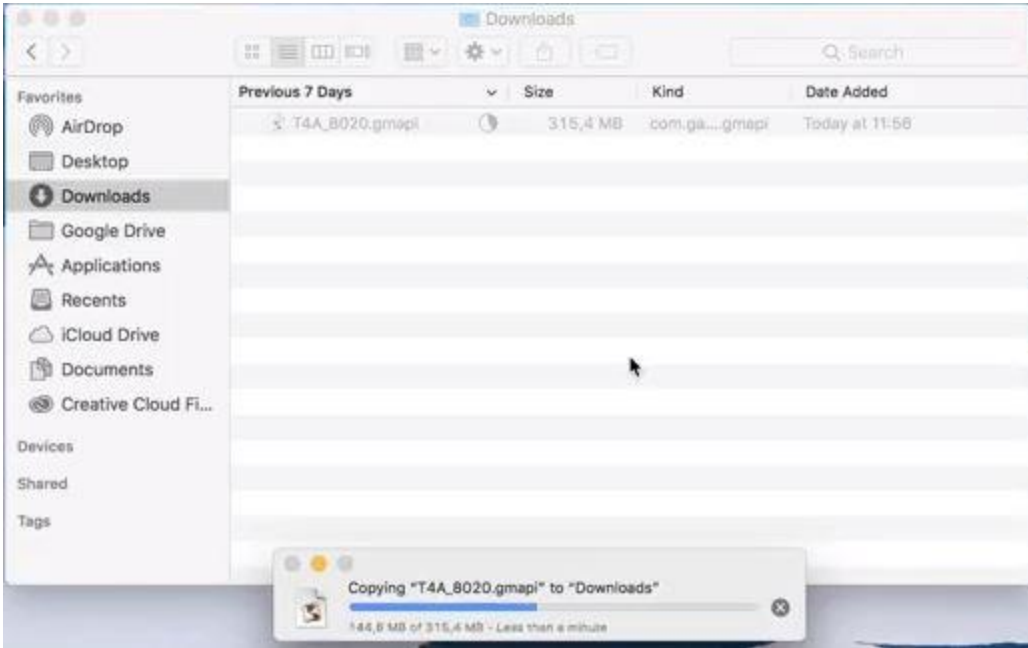 Downloads
Search
Favorites
AirDrop
Desktop
Downloads
Google Drive
Applications
Recents
iCloud Drive
Documents
Creative Cloud Fi...
Devices
Shared
Tags
Previous 7 Days Size Kind Date Added
T4A_8020.gmapi 315,4 MB com.ga....gmapi Today at 11:56
Copying "T4A_8020.gmapi" to "Downloads"
144,6 MB of 315,4 MB - Less than a minute